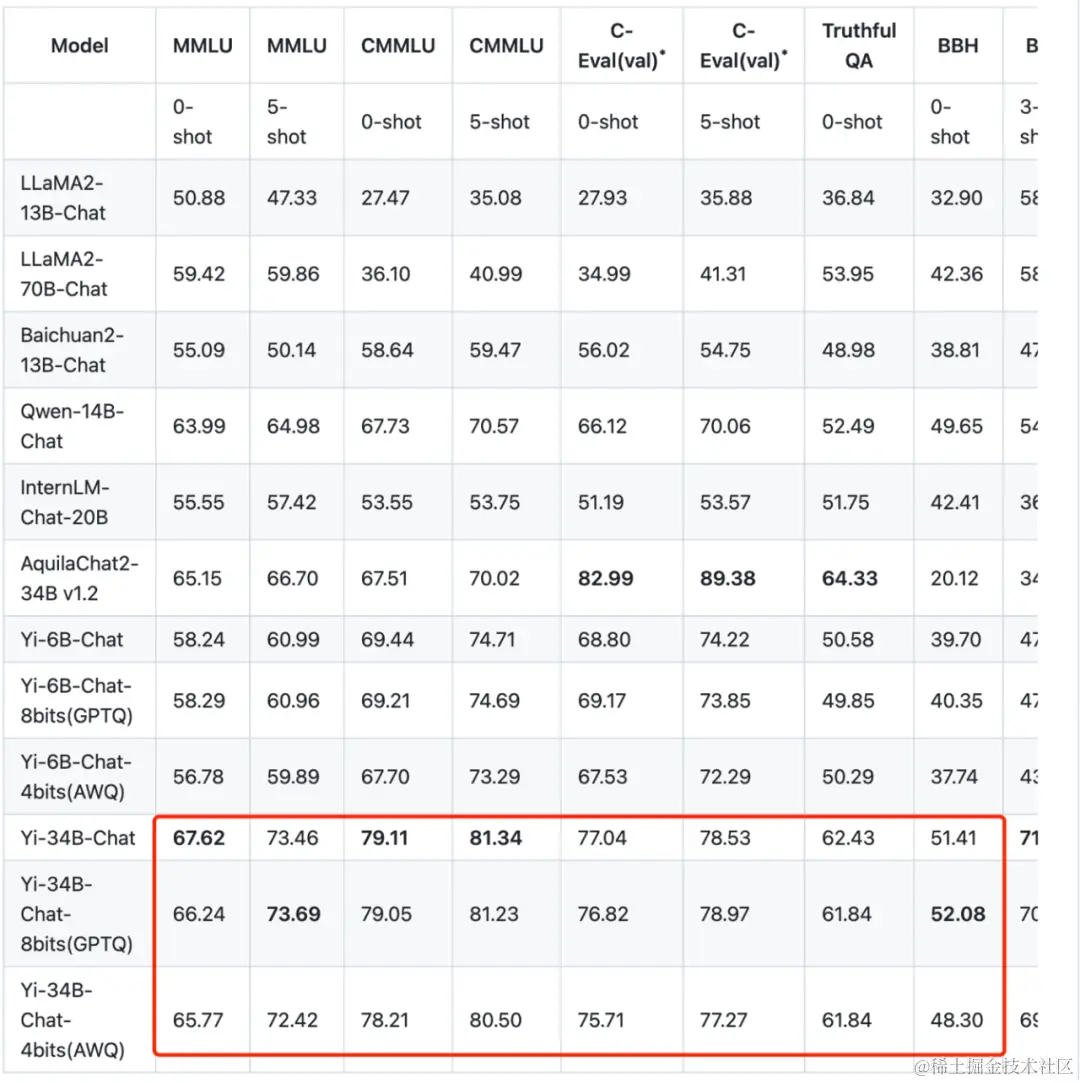 Model MMLU MMLU CMMLU CMMLU C-Eval(val)* C-Eval(val)* Truthful QA BBH B
0-shot 5-shot 0-shot 5-shot 0-shot 5-shot 0-shot 0-shot 3-sh
LLaMA2-13B-Chat 50.88 47.33 27.47 35.08 27.93 35.88 36.84 32.90 58
LLaMA2-70B-Chat 59.42 59.86 36.10 40.99 34.99 41.31 53.95 42.36 58
Baichuan2-13B-Chat 55.09 50.14 58.64 59.47 56.02 54.75 48.98 38.81 47
Qwen-14B-Chat 63.99 64.98 67.73 70.57 66.12 70.06 52.49 49.65 54
InternLM-Chat-20B 55.55 57.42 53.55 53.75 51.19 53.57 51.75 42.41 36
AquilaChat2-34B v1.2 65.15 66.70 67.51 70.02 82.99 89.38 64.33 20.12 34
Yi-6B-Chat 58.24 60.99 69.44 74.71 68.80 74.22 50.58 39.70 47
Yi-6B-Chat-8bits(GPTQ) 58.29 60.96 69.21 74.69 69.17 73.85 49.85 40.35 47
Yi-6B-Chat-4bits(AWQ) 56.78 59.89 67.70 73.29 67.53 72.29 50.29 37.74 43
Yi-34B-Chat 67.62 73.46 79.11 81.34 77.04 78.53 62.43 51.41 71
Yi-34B-Chat-8bits(GPTQ) 66.24 73.69 79.05 81.23 76.82 78.97 61.84 52.08 70
Yi-34B-Chat-4bits(AWQ) 65.77 72.42 78.21 80.50 75.71 77.27 61.84 48.30 69
@稀土掘金技术社区